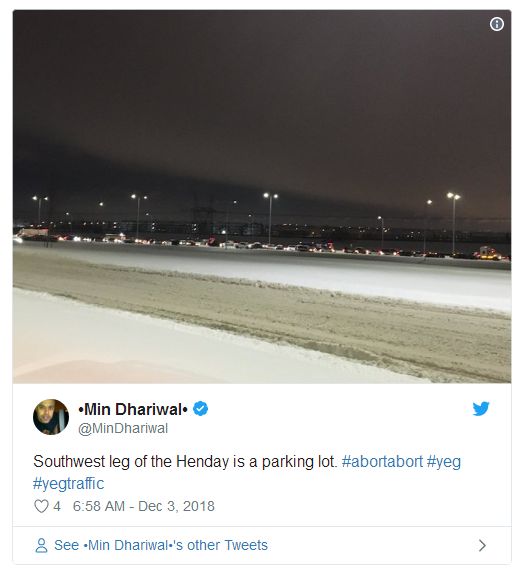 •Min Dhariwal•
@MinDhariwal
Southwest leg of the Henday is a parking lot. #abortabort #yeg
#yegtraffic
4 6:58 AM - Dec 3, 2018
See •Min Dhariwal•'s other Tweets